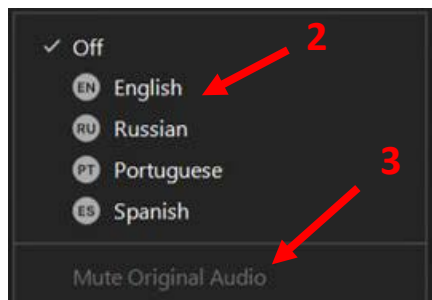 2
✓ Off
EN English
RU Russian
PT Portuguese
3
ES Spanish
Mute Original Audio